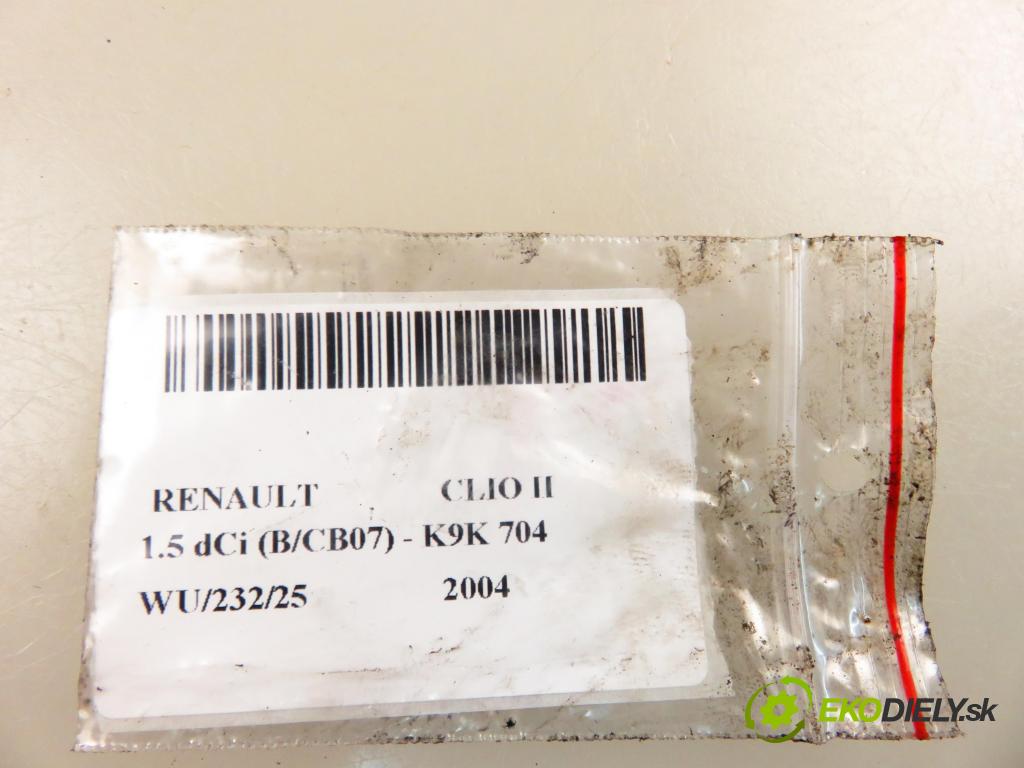 RENAULT CLIO II
1.5 dCi (B/CB07) - K9K 704
WU/232/25 2004
EKODIELY.sk